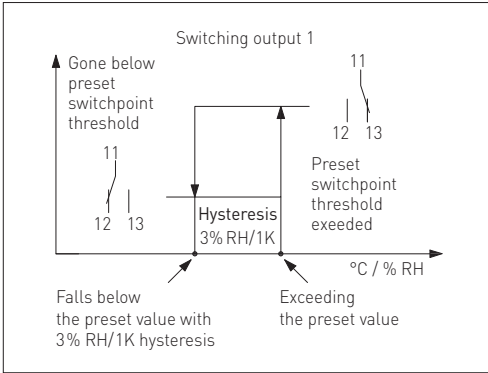 Switching output 1
Gone below
preset
switchpoint
threshold
11
12 13
11
12 13
Preset
switchpoint
threshold
exeeded
Hysteresis
3% RH/1K
°C / % RH
Falls below
the preset value with
3% RH/1K hysteresis
Exceeding
the preset value